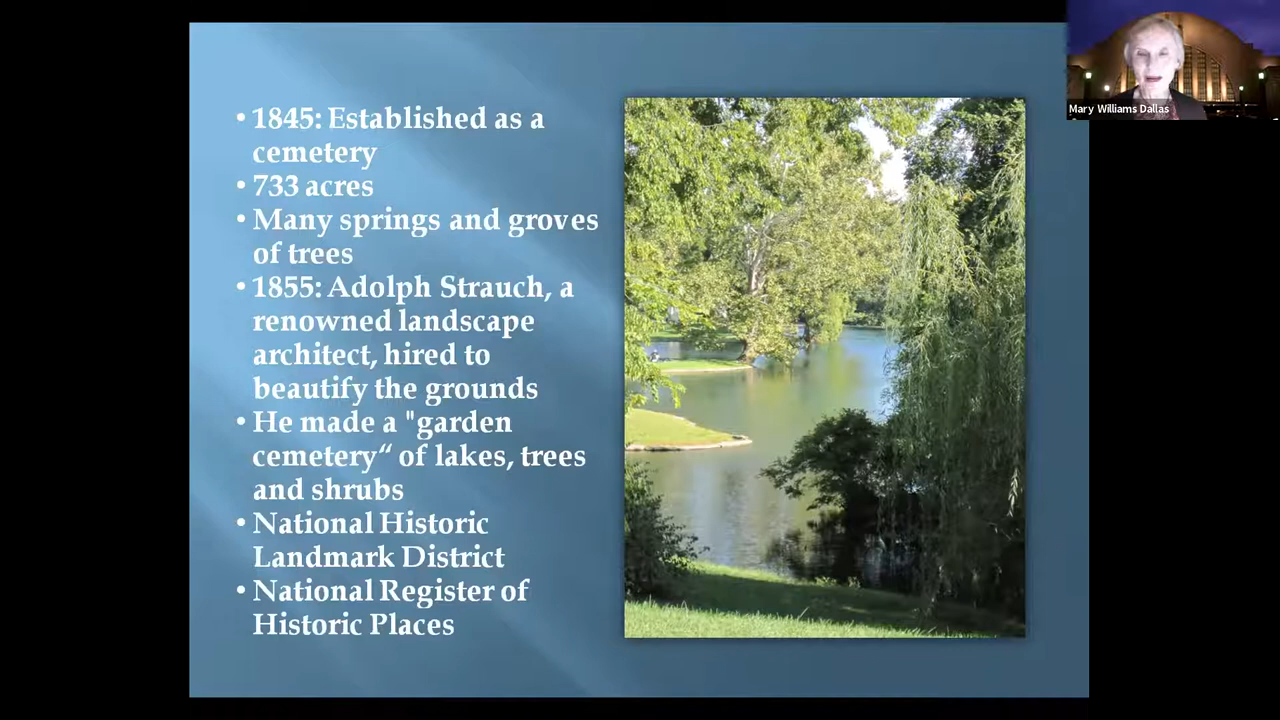 • 1845: Established as a
cemetery
• 733 acres
• Many springs and groves
of trees
• 1855: Adolph Strauch, a
renowned landscape
architect, hired to
beautify the grounds
• He made a "garden
cemetery“ of lakes, trees
and shrubs
• National Historic
Landmark District
• National Register of
Historic Places
Mary Williams Dallas